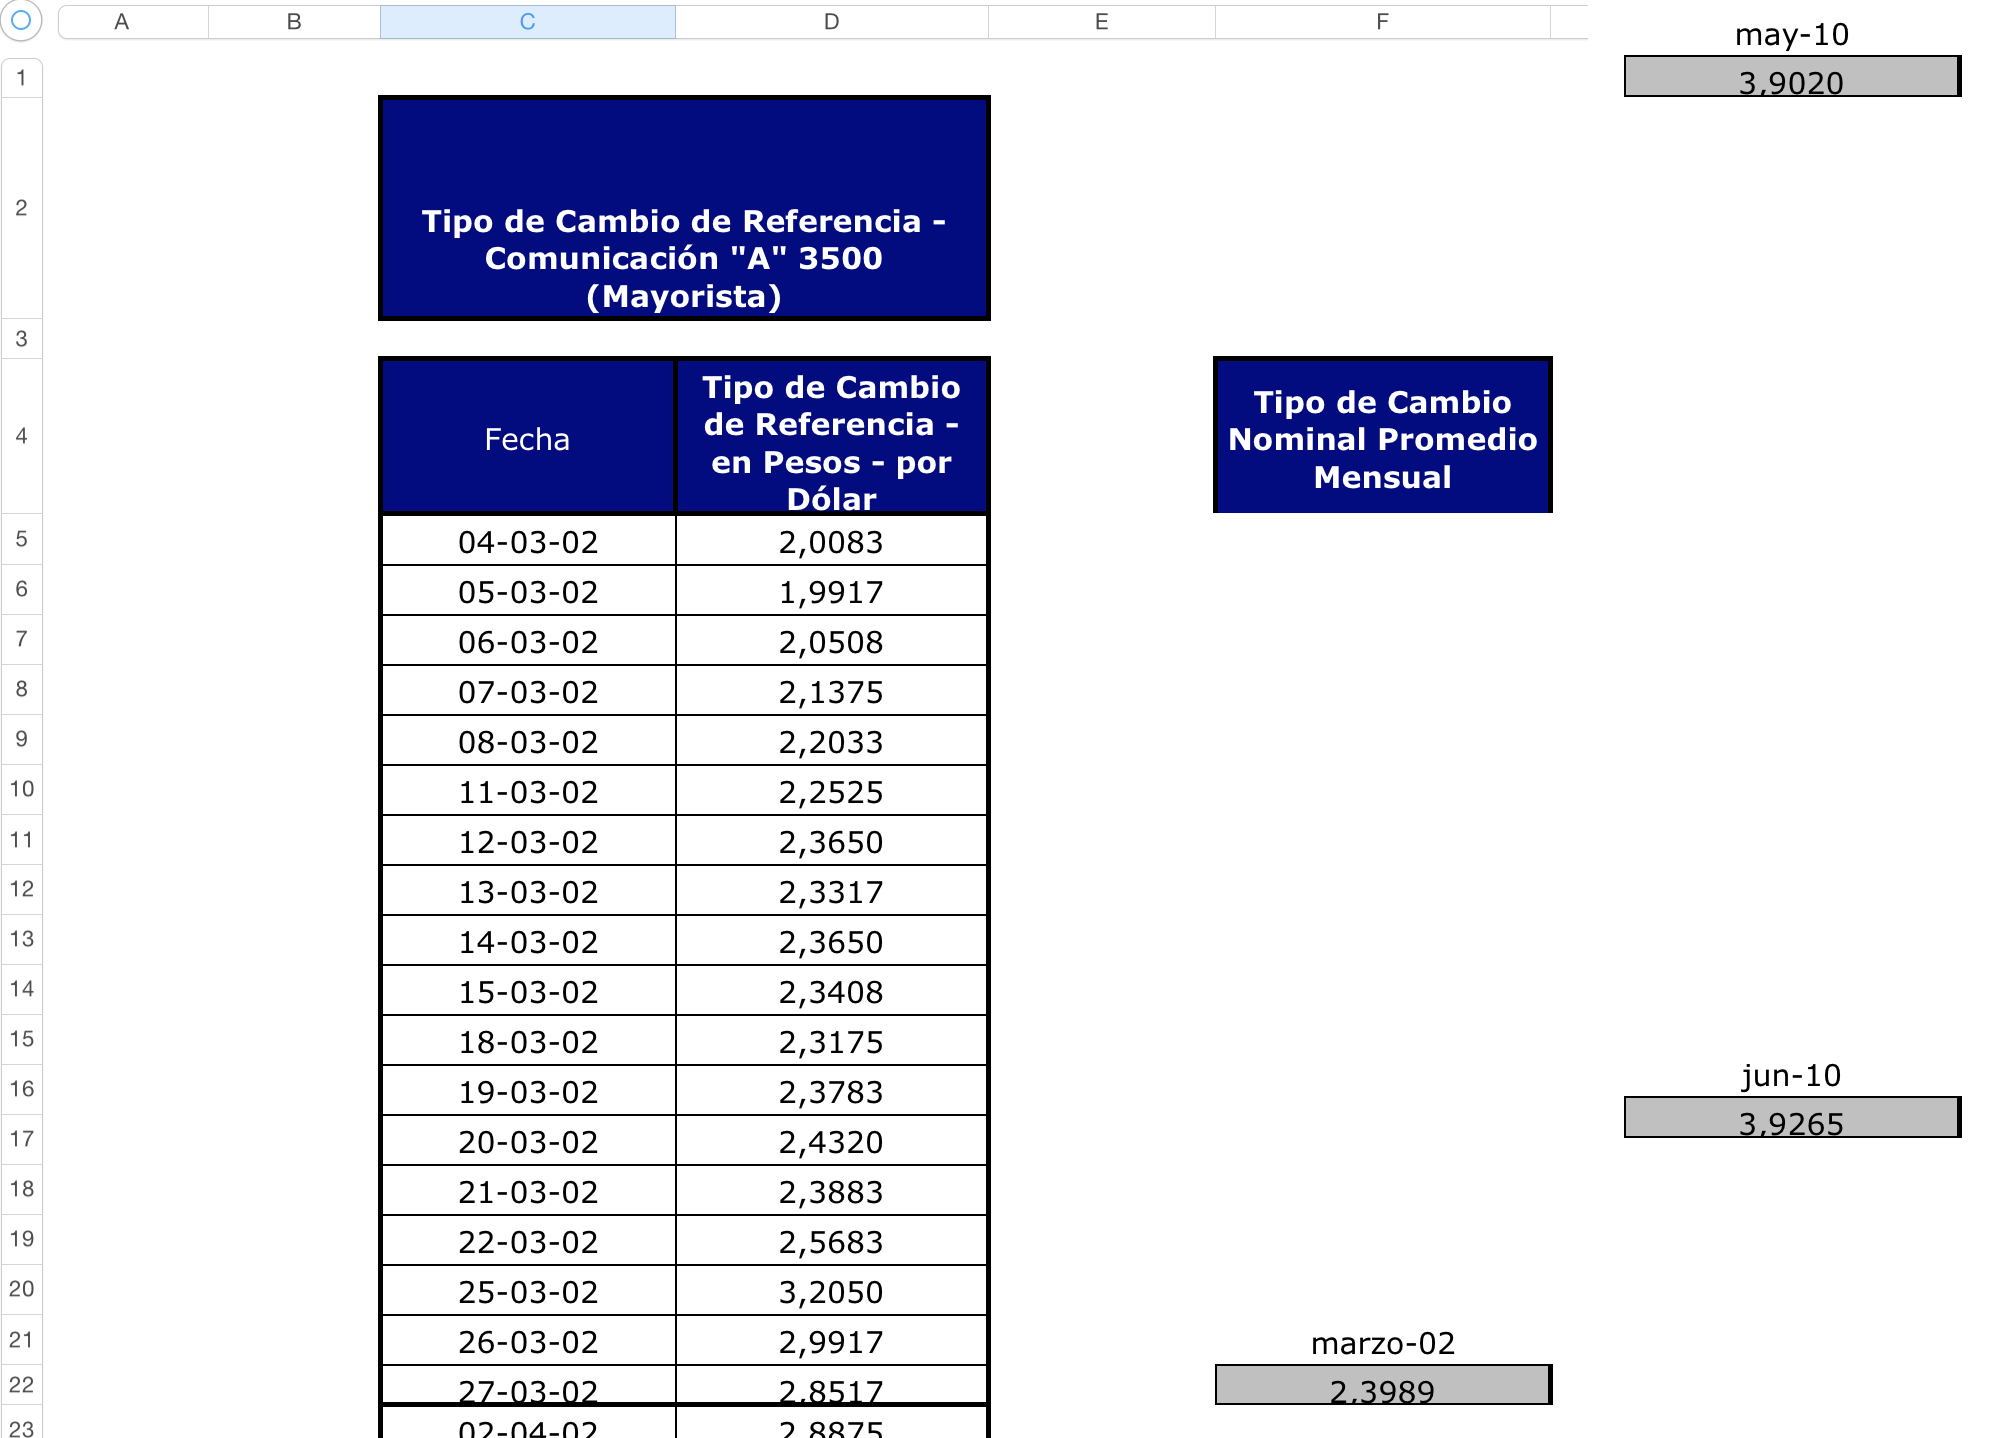 A B C D E F
may-10
1
3,9020
2
Tipo de Cambio de Referencia -
Comunicación "A" 3500
(Mayorista)
3
4
Fecha
Tipo de Cambio
de Referencia -
en Pesos - por
Dólar
Tipo de Cambio
Nominal Promedio
Mensual
5 04-03-02 2,0083
6 05-03-02 1,9917
7 06-03-02 2,0508
8 07-03-02 2,1375
9 08-03-02 2,2033
10 11-03-02 2,2525
11 12-03-02 2,3650
12 13-03-02 2,3317
13 14-03-02 2,3650
14 15-03-02 2,3408
15 18-03-02 2,3175
16 19-03-02 2,3783
jun-10
17 20-03-02 2,4320
3,9265
18 21-03-02 2,3883
19 22-03-02 2,5683
20 25-03-02 3,2050
21 26-03-02 2,9917 marzo-02
22 27-03-02 2,8517 2,3989
23 02-04-02 2,8875